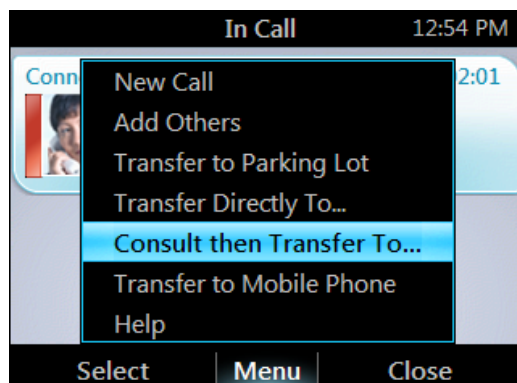 In Call 12:54 PM
Conn 2:01
New Call
Add Others
Transfer to Parking Lot
Transfer Directly To...
Consult then Transfer To...
Transfer to Mobile Phone
Help
Select Menu Close